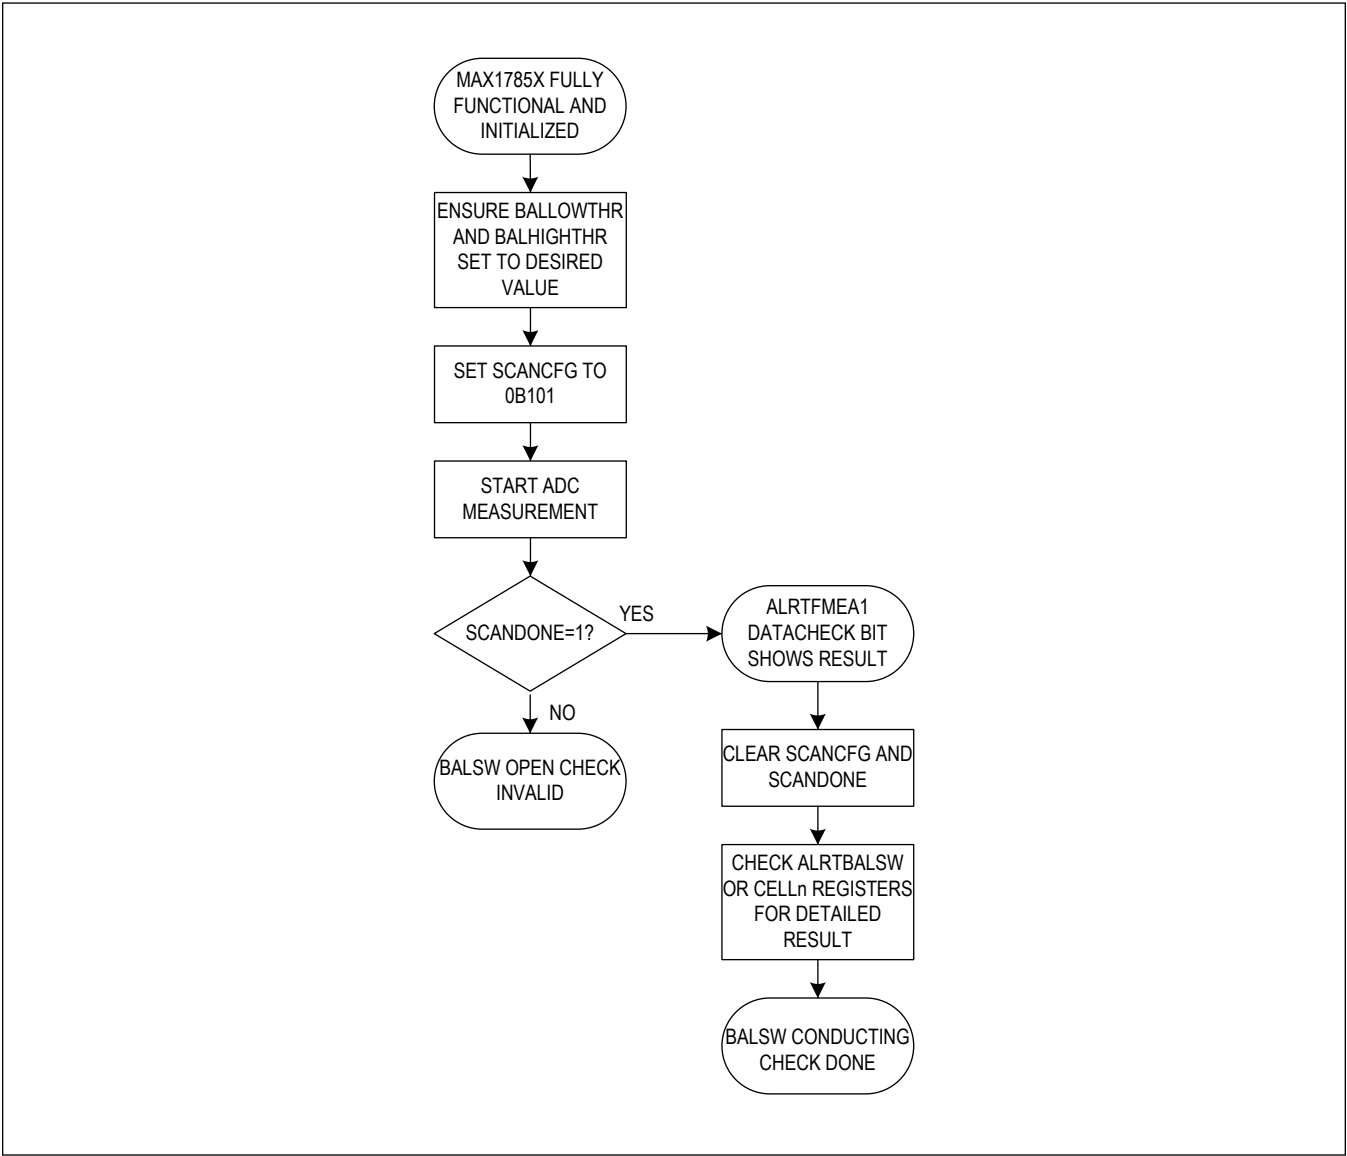 MAX1785X FULLY
FUNCTIONAL AND
INITIALIZED
ENSURE BALLOWTHR
AND BALHIGHTHR
SET TO DESIRED
VALUE
SET SCANCFG TO
0B101
START ADC
MEASUREMENT
SCANDONE=1?
YES
NO
BALSW OPEN CHECK
INVALID
ALRTFMEA1
DATACHECK BIT
SHOWS RESULT
CLEAR SCANCFG AND
SCANDONE
CHECK ALRTBALSW
OR CELLn REGISTERS
FOR DETAILED
RESULT
BALSW CONDUCTING
CHECK DONE